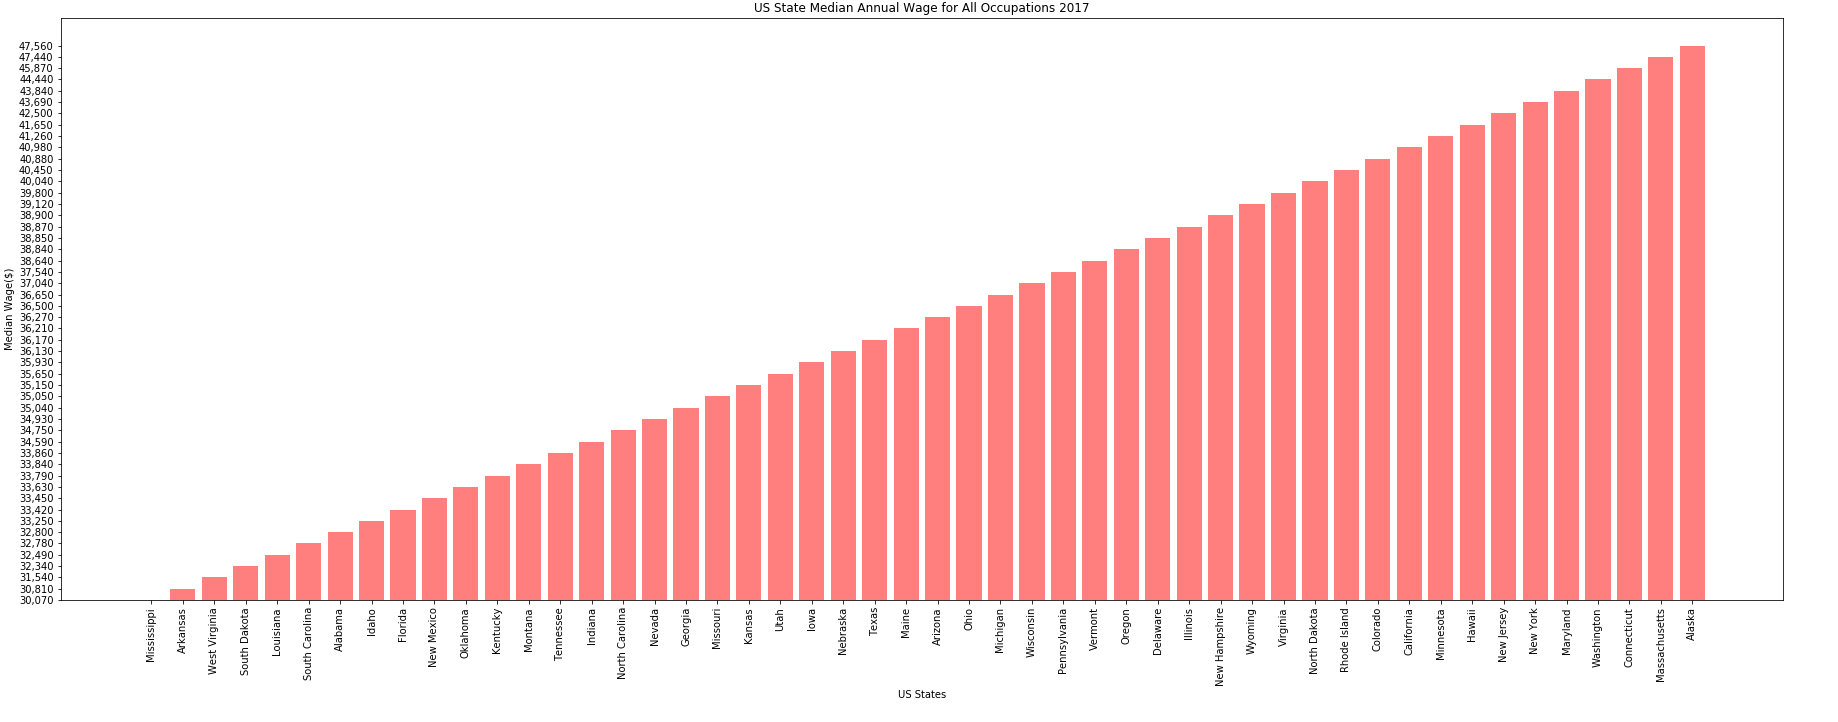 US State Median Annual Wage for All Occupations 2017
47,560
47,440
45,870
44,440
43,840
43,690
42,500
41,650
41,260
40,980
40,880
40,450
40,040
39,800
39,120
38,900
38,870
38,850
38,840
38,640
37,540
37,040
36,650
36,500
36,270
36,210
36,170
36,130
35,930
35,650
35,150
35,050
35,040
34,930
34,750
34,590
33,860
33,840
33,790
33,630
33,450
33,420
33,250
32,800
32,780
32,490
32,340
31,540
30,810
30,070
Median Wage($)
Mississippi
Arkansas
West Virginia
South Dakota
Louisiana
South Carolina
Alabama
Idaho
Florida
New Mexico
Oklahoma
Kentucky
Montana
Tennessee
Indiana
North Carolina
Nevada
Georgia
Missouri
Kansas
Utah
Iowa
Nebraska
Texas
Maine
Arizona
Ohio
Michigan
Wisconsin
Pennsylvania
Vermont
Oregon
Delaware
Illinois
New Hampshire
Wyoming
Virginia
North Dakota
Rhode Island
Colorado
California
Minnesota
Hawaii
New Jersey
New York
Maryland
Washington
Connecticut
Massachusetts
Alaska
US States